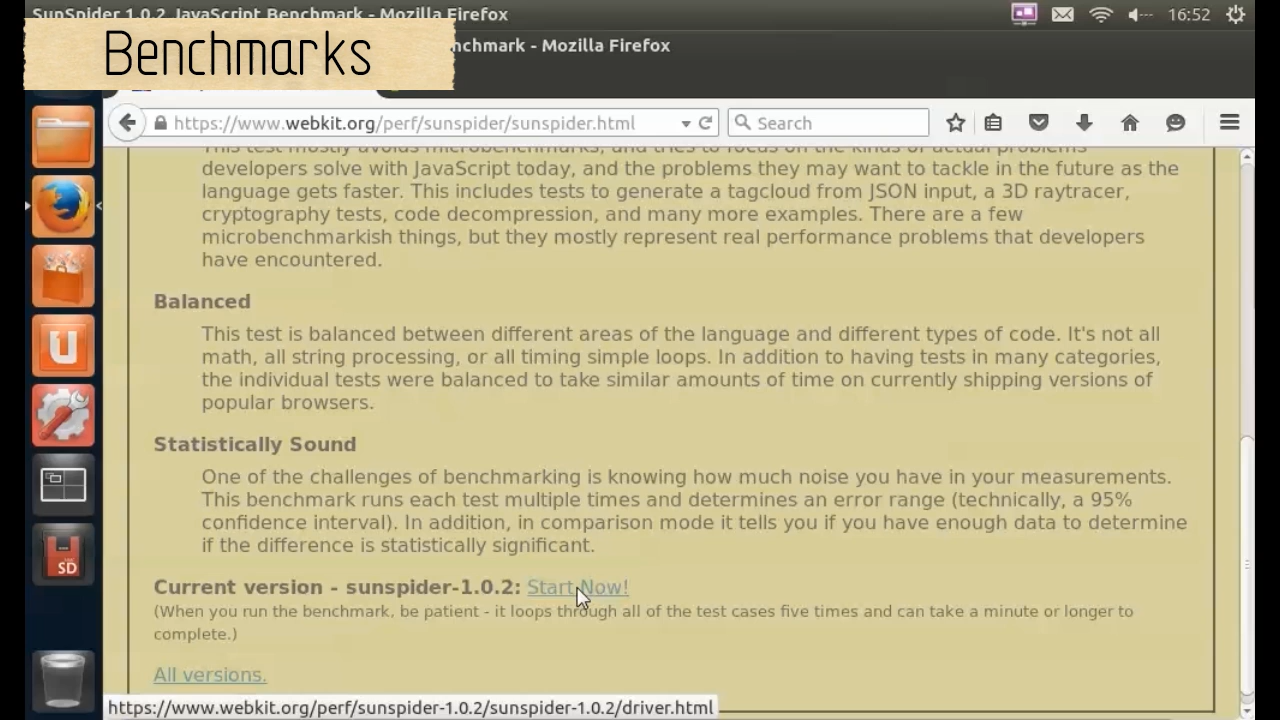 SunSpider 1.0.2 JavaScript Benchmark - Mozilla Firefox
16:52
Benchmarks
nchmark - Mozilla Firefox
https://www.webkit.org/perf/sunspider/sunspider.html
Search
This test mostly avoids microbenchmarks, and tries to focus on the kinds of actual problems
developers solve with JavaScript today, and the problems they may want to tackle in the future as the
language gets faster. This includes tests to generate a tagcloud from JSON input, a 3D raytracer,
cryptography tests, code decompression, and many more examples. There are a few
microbenchmarkish things, but they mostly represent real performance problems that developers
have encountered.
Balanced
This test is balanced between different areas of the language and different types of code. It's not all
math, all string processing, or all timing simple loops. In addition to having tests in many categories,
the individual tests were balanced to take similar amounts of time on currently shipping versions of
popular browsers.
Statistically Sound
One of the challenges of benchmarking is knowing how much noise you have in your measurements.
This benchmark runs each test multiple times and determines an error range (technically, a 95%
confidence interval). In addition, in comparison mode it tells you if you have enough data to determine
if the difference is statistically significant.
Current version - sunspider-1.0.2: Start Now!
(When you run the benchmark, be patient - it loops through all of the test cases five times and can take a minute or longer to
complete.)
All versions.
SD
https://www.webkit.org/perf/sunspider-1.0.2/sunspider-1.0.2/driver.html